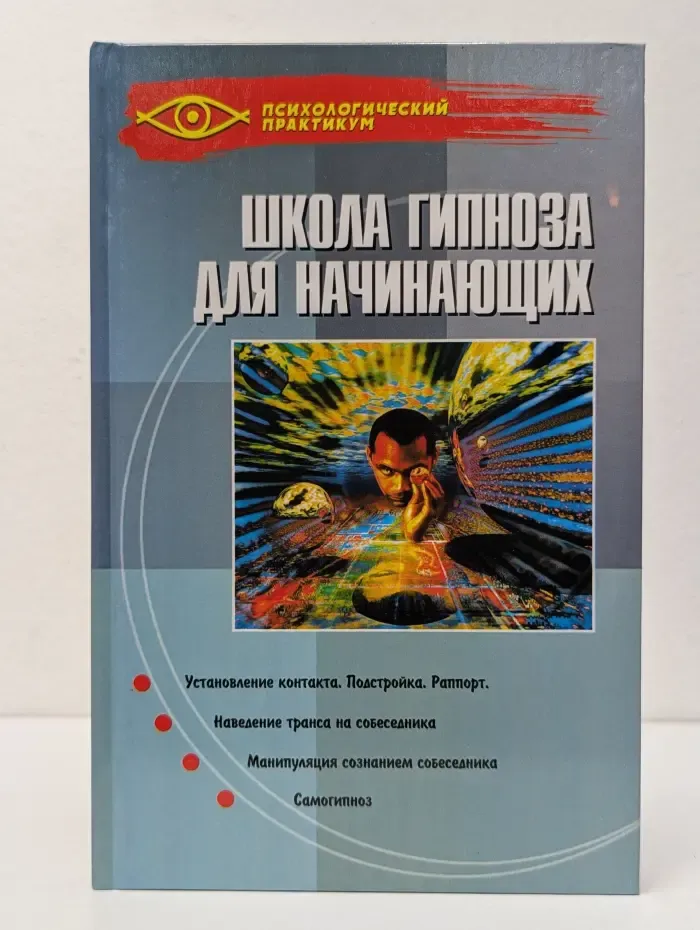 ПСИХОЛОГИЧЕСКИЙ
ПРАКТИКУМ
ШКОЛА ГИПНОЗА
ДЛЯ НАЧИНАЮЩИХ
Установление контакта. Подстройка. Раппорт.
Наведение транса на собеседника
Манипуляция сознанием собеседника
Самогипноз